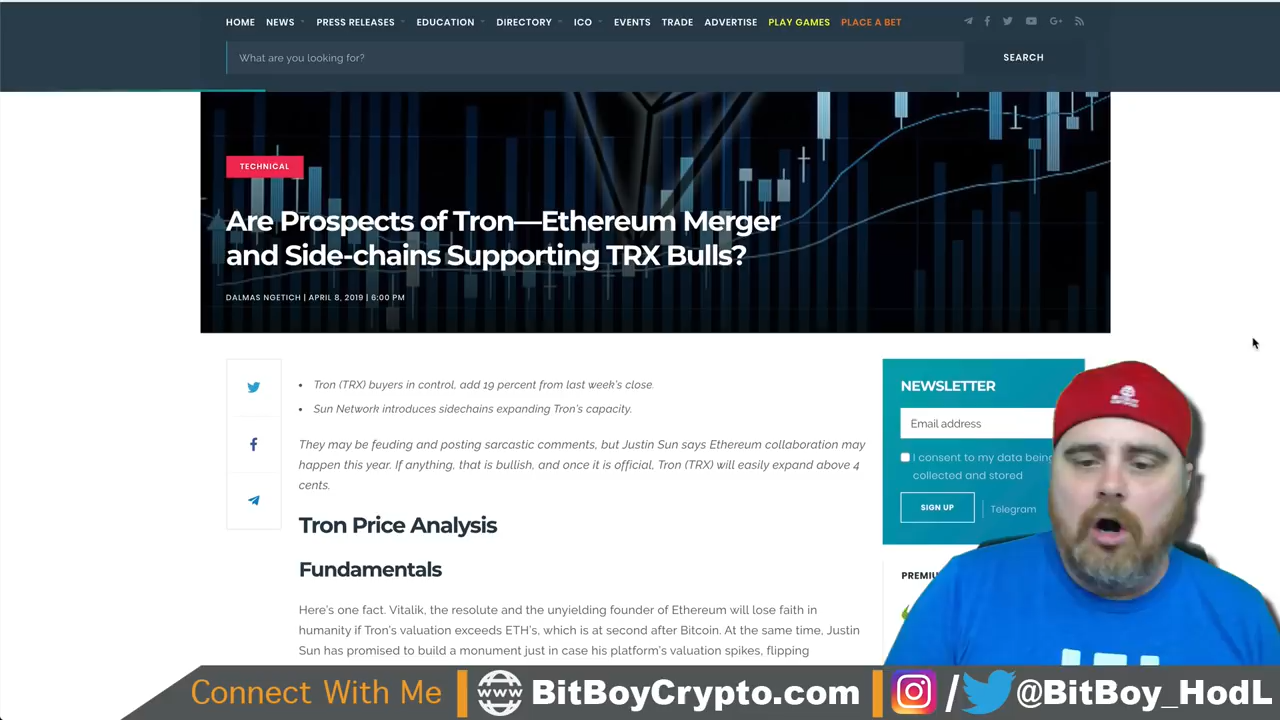 HOME NEWS PRESS RELEASES EDUCATION DIRECTORY ICO EVENTS TRADE ADVERTISE PLAY GAMES PLACE A BET
What are you looking for? SEARCH
TECHNICAL
Are Prospects of Tron—Ethereum Merger
and Side-chains Supporting TRX Bulls?
DALMAS NGETICH | APRIL 8, 2019 | 6:00 PM
• Tron (TRX) buyers in control, add 19 percent from last week's close.
• Sun Network introduces sidechains expanding Tron's capacity.
They may be feuding and posting sarcastic comments, but Justin Sun says Ethereum collaboration may
happen this year. If anything, that is bullish, and once it is official, Tron (TRX) will easily expand above 4
cents.
Tron Price Analysis
Fundamentals
Here's one fact. Vitalik, the resolute and the unyielding founder of Ethereum will lose faith in
humanity if Tron's valuation exceeds ETH's, which is at second after Bitcoin. At the same time, Justin
Sun has promised to build a monument just in case his platform's valuation spikes, flipping
NEWSLETTER
Email address
I consent to my data being
collected and stored
SIGN UP Telegram
Connect With Me | www BitBoyCrypto.com | / @BitBoy_HodL